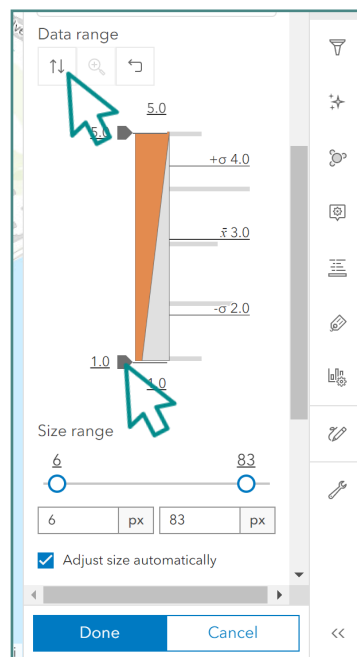 Data range
5.0
5.0
+σ 4.0
x̄ 3.0
-σ 2.0
1.0
1.0
Size range
6 83
6 px 83 px
Adjust size automatically
Done Cancel